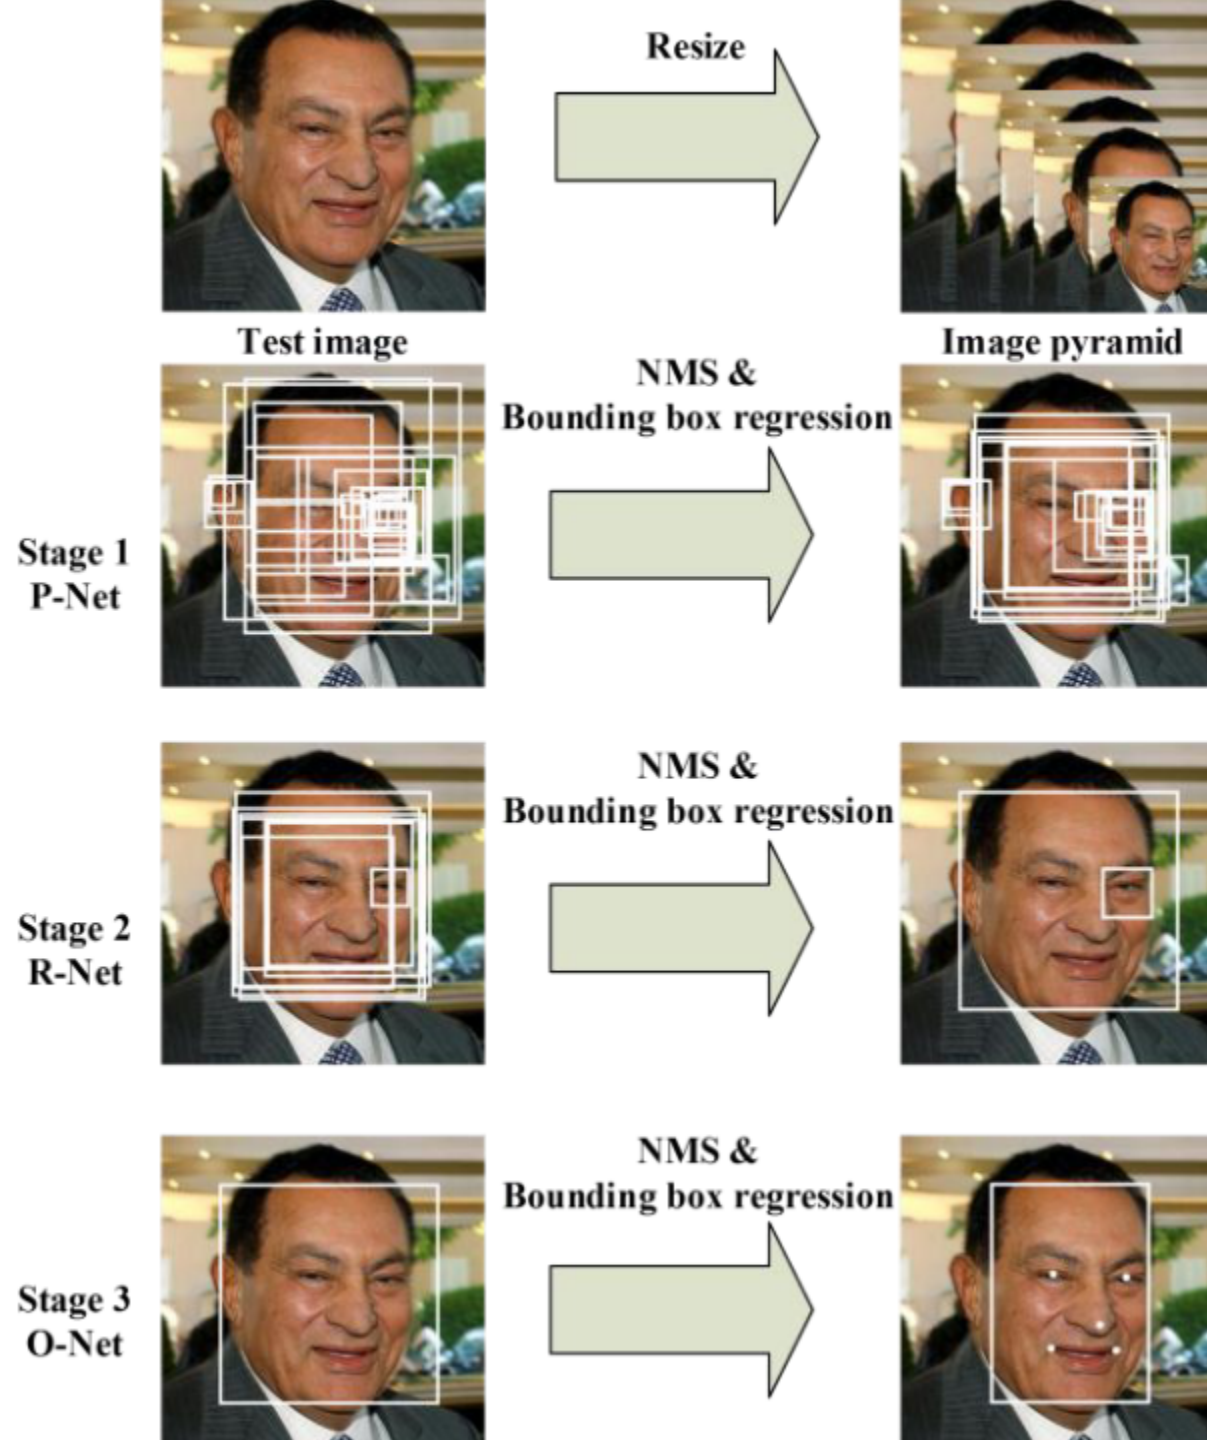 Resize
Test image
Image pyramid
NMS &
Bounding box regression
Stage 1
P-Net
NMS &
Bounding box regression
Stage 2
R-Net
NMS &
Bounding box regression
Stage 3
O-Net